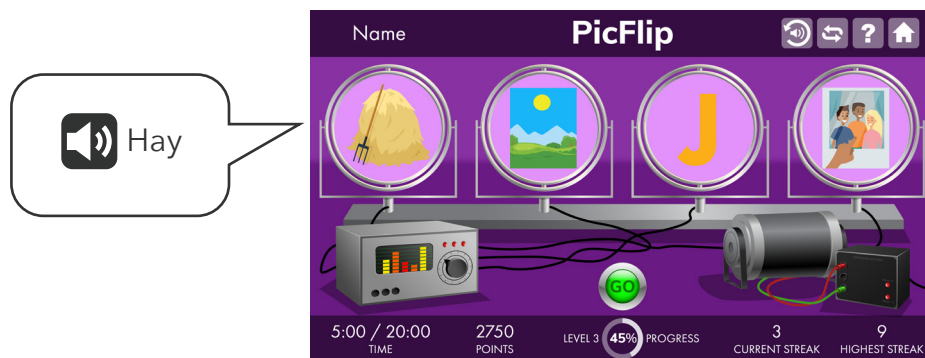 Hay
Name
PicFlip
?
J
GO
5:00 / 20:00
TIME
2750
POINTS
LEVEL 3
45%
PROGRESS
3
CURRENT STREAK
9
HIGHEST STREAK